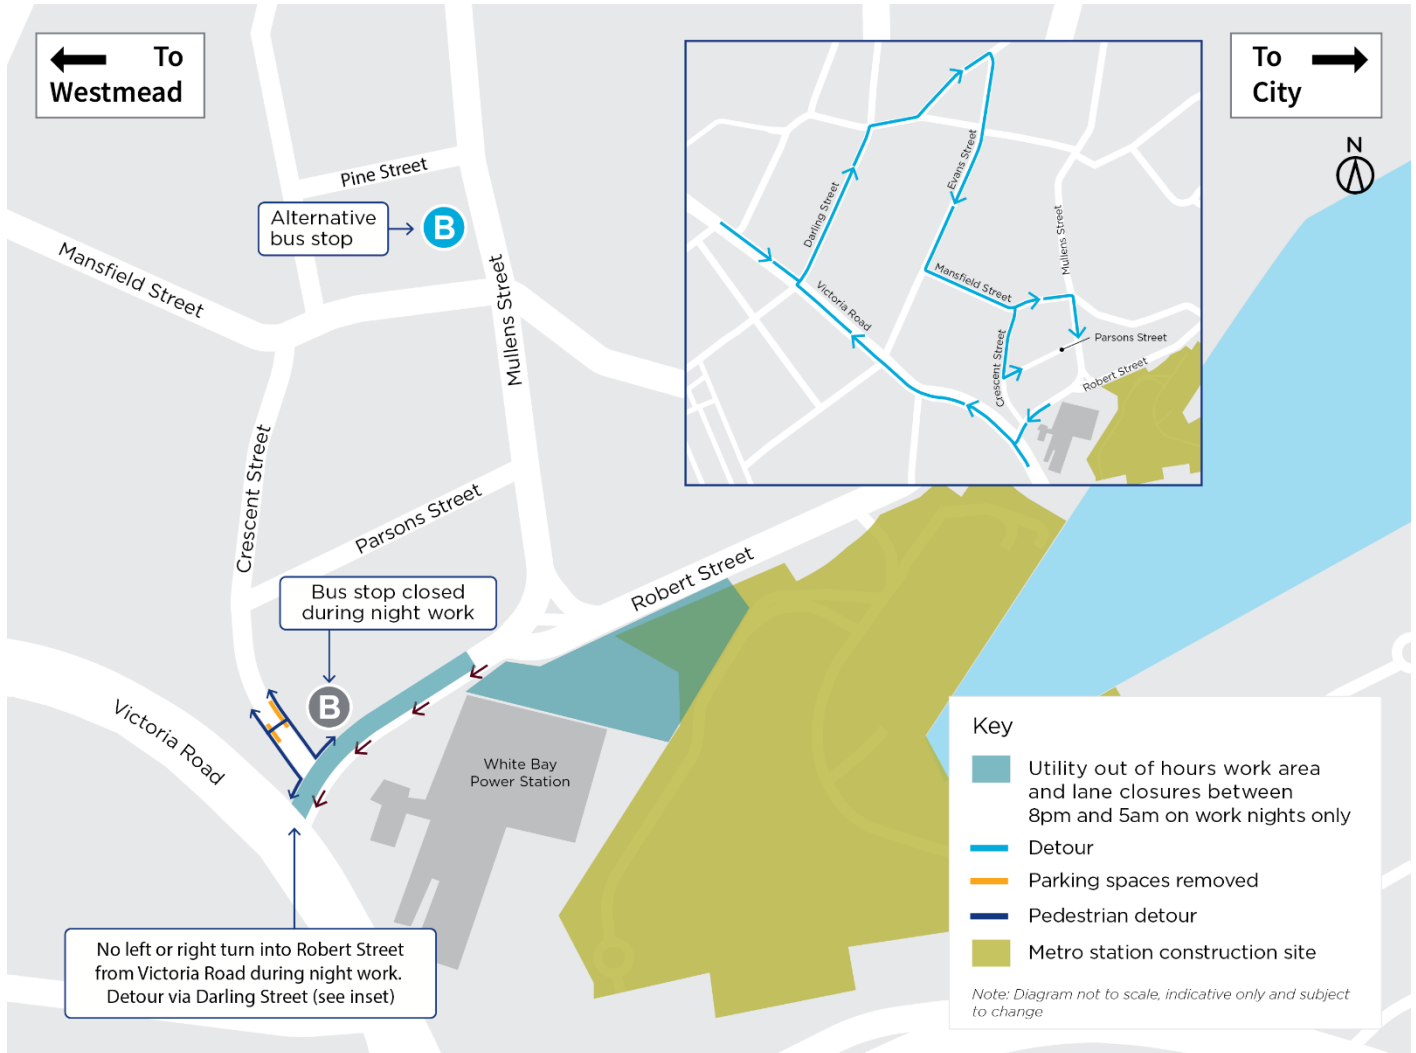 To
Westmead
To
City
N
Pine Street
Alternative
bus stop
B
Mansfield Street
Mullens Street
Crescent Street
Parsons Street
Bus stop closed
during night work
B
Robert Street
Victoria Road
White Bay
Power Station
No left or right turn into Robert Street
from Victoria Road during night work.
Detour via Darling Street (see inset)
Darling Street
Evans Street
Mullens Street
Mansfield Street
Victoria Road
Crescent Street
Parsons Street
Robert Street
Key
Utility out of hours work area
and lane closures between
8pm and 5am on work nights only
Detour
Parking spaces removed
Pedestrian detour
Metro station construction site
Note: Diagram not to scale, indicative only and subject
to change